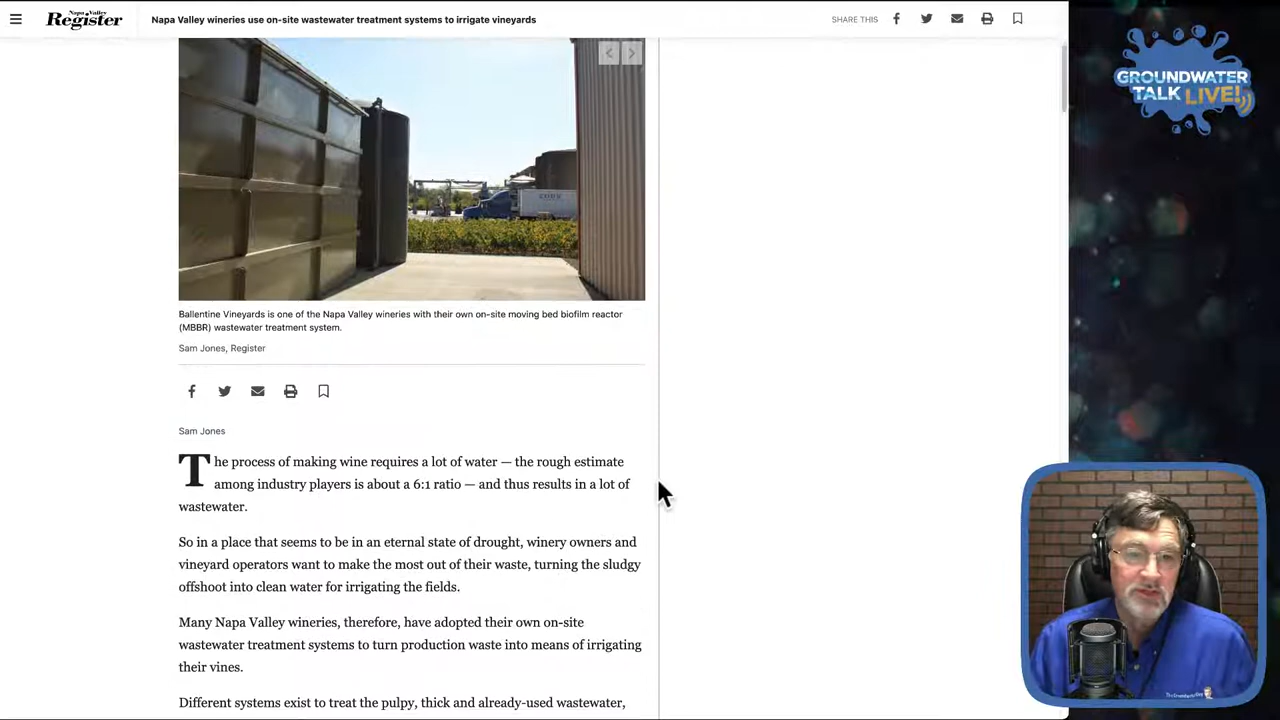 Napa Valley
Register
Napa Valley wineries use on-site wastewater treatment systems to irrigate vineyards
SHARE THIS
GROUNDWATER
TALK LIVE!
Ballentine Vineyards is one of the Napa Valley wineries with their own on-site moving bed biofilm reactor
(MBBR) wastewater treatment system.
Sam Jones, Register
Sam Jones
The process of making wine requires a lot of water — the rough estimate
among industry players is about a 6:1 ratio — and thus results in a lot of
wastewater.
So in a place that seems to be in an eternal state of drought, winery owners and
vineyard operators want to make the most out of their waste, turning the sludgy
offshoot into clean water for irrigating the fields.
Many Napa Valley wineries, therefore, have adopted their own on-site
wastewater treatment systems to turn production waste into means of irrigating
their vines.
Different systems exist to treat the pulpy, thick and already-used wastewater,